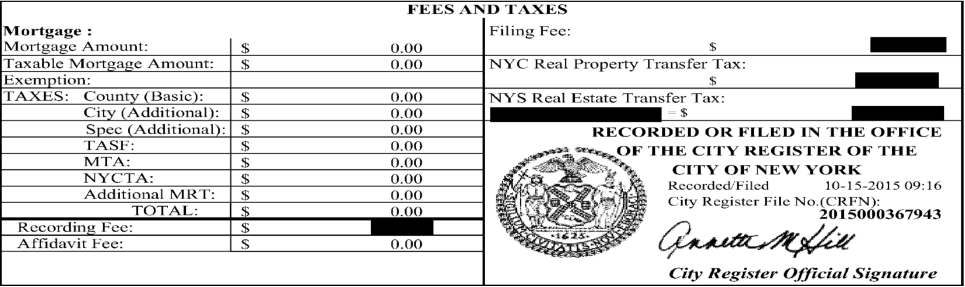 FEES AND TAXES
Mortgage :
Mortgage Amount: $ 0.00
Taxable Mortgage Amount: $ 0.00
Exemption:
TAXES: County (Basic): $ 0.00
City (Additional): $ 0.00
Spec (Additional): $ 0.00
TASF: $ 0.00
MTA: $ 0.00
NYCTA: $ 0.00
Additional MRT: $ 0.00
TOTAL: $ 0.00
Recording Fee: $
Affidavit Fee: $ 0.00
Filing Fee:
$
NYC Real Property Transfer Tax:
$
NYS Real Estate Transfer Tax:
= $
RECORDED OR FILED IN THE OFFICE
OF THE CITY REGISTER OF THE
CITY OF NEW YORK
Recorded/Filed 10-15-2015 09:16
City Register File No.(CRFN):
2015000367943
Annette M Hill
City Register Official Signature
·1625·